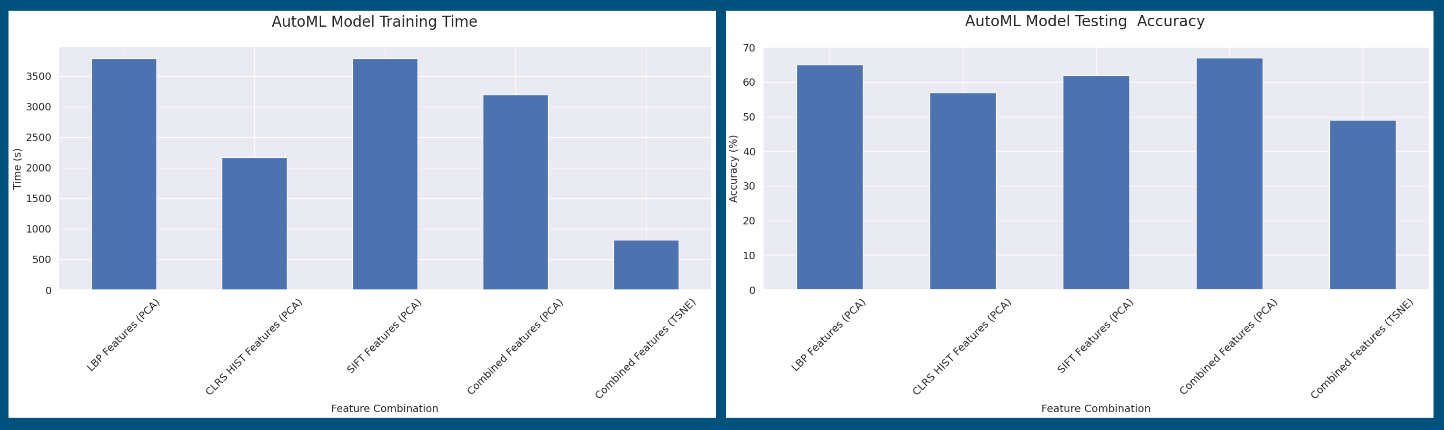 AutoML Model Training Time
Time (s)
3500
3000
2500
2000
1500
1000
500
0
LBP Features (PCA)
CLRS HIST Features (PCA)
SIFT Features (PCA)
Combined Features (PCA)
Combined Features (TSNE)
Feature Combination
AutoML Model Testing  Accuracy
Accuracy (%)
70
60
50
40
30
20
10
0
LBP Features (PCA)
CLRS HIST Features (PCA)
SIFT Features (PCA)
Combined Features (PCA)
Combined Features (TSNE)
Feature Combination